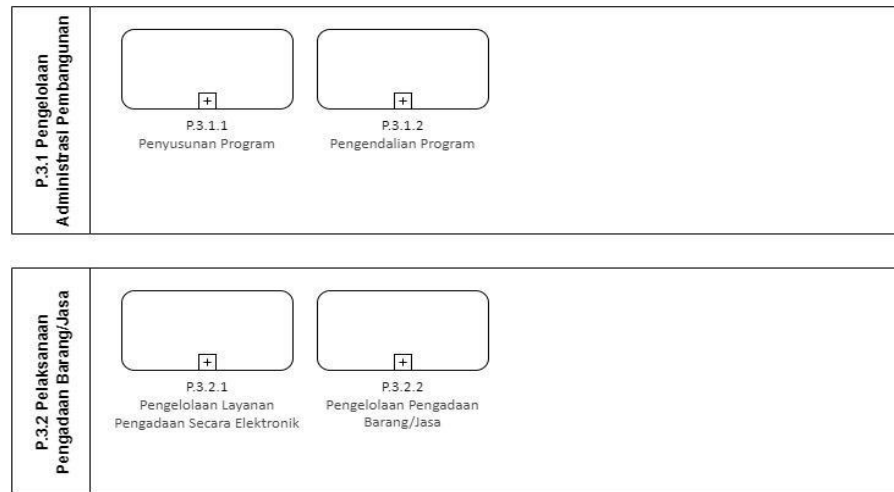 P.3.1 Pengelolaan
Administrasi Pembangunan
+
P.3.1.1
Penyusunan Program
+
P.3.1.2
Pengendalian Program
P.3.2 Pelaksanaan
Pengadaan Barang/Jasa
+
P.3.2.1
Pengelolaan Layanan
Pengadaan Secara Elektronik
+
P.3.2.2
Pengelolaan Pengadaan
Barang/Jasa